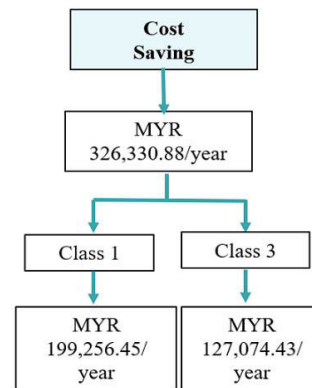 Cost
Saving
MYR
326,330.88/year
Class 1
Class 3
MYR
199,256.45/
year
MYR
127,074.43/
year